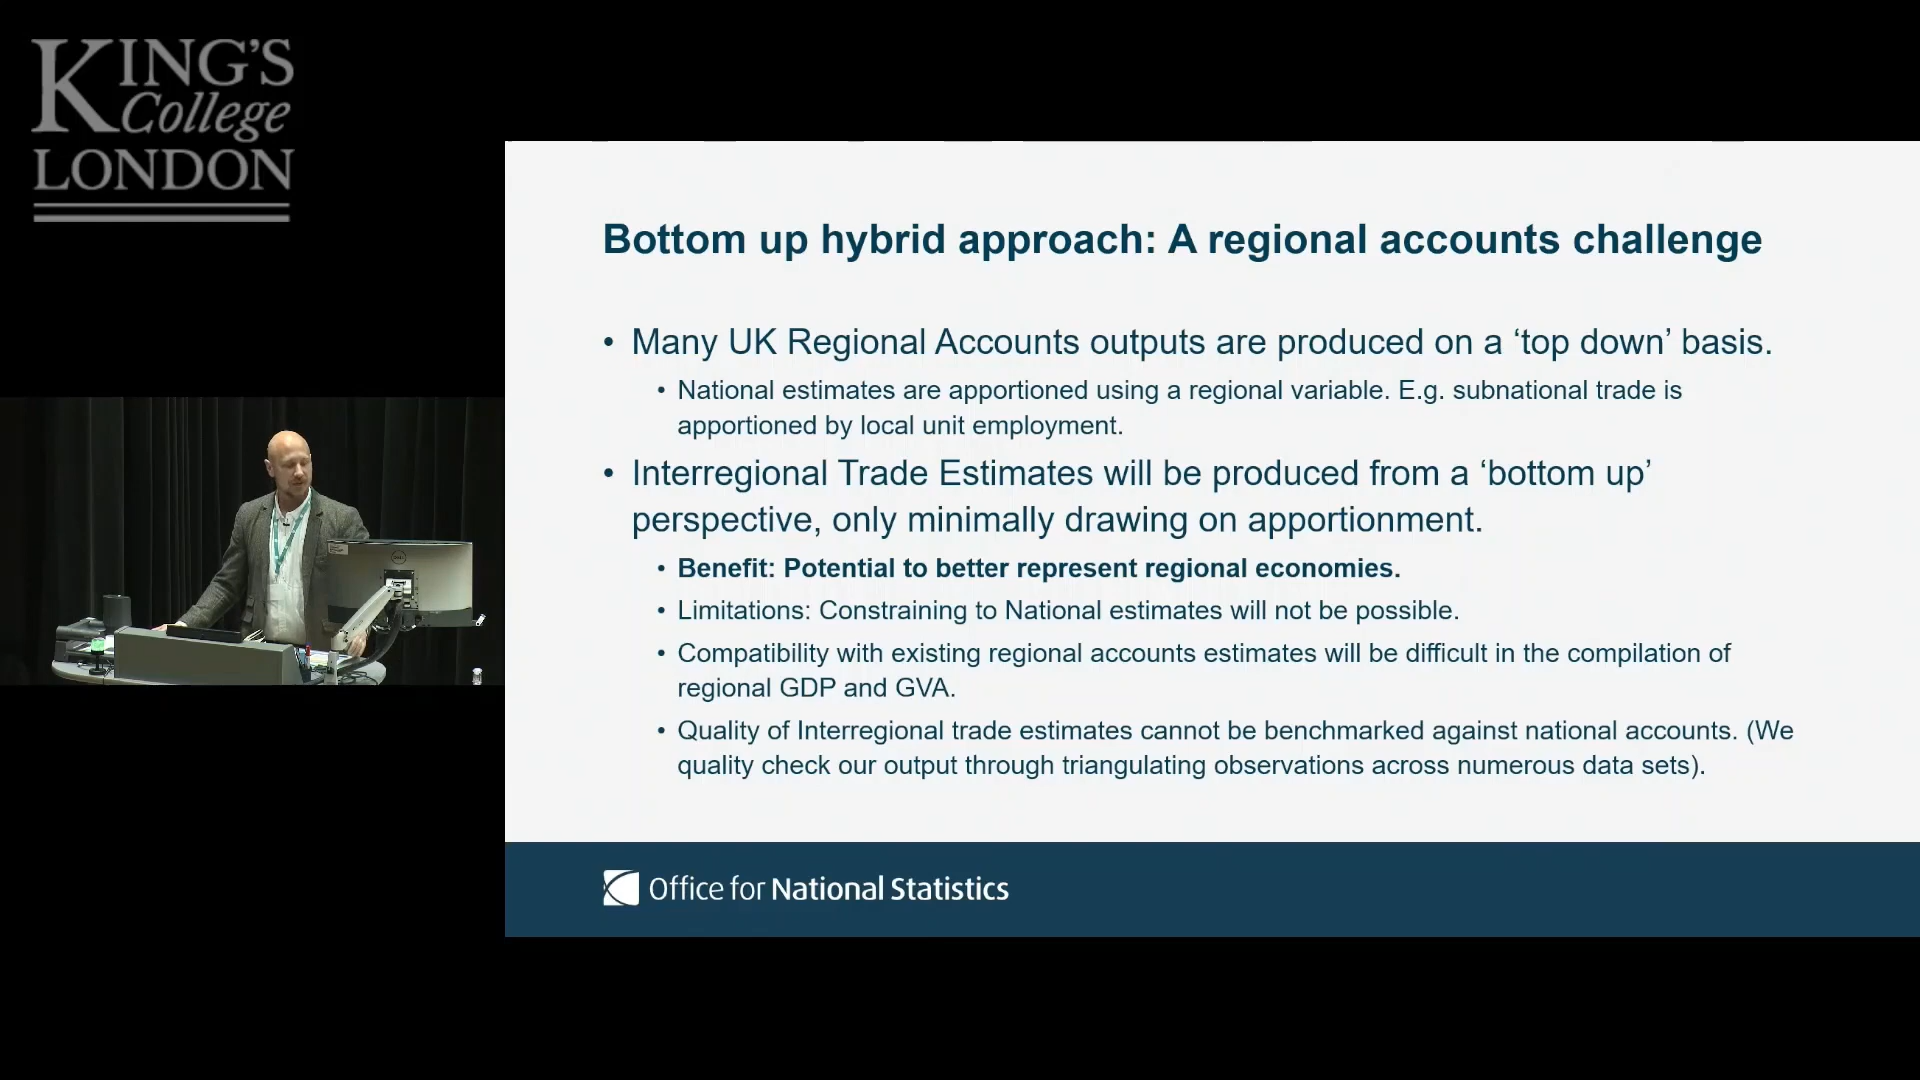 KING'S
College
LONDON
Bottom up hybrid approach: A regional accounts challenge
• Many UK Regional Accounts outputs are produced on a ‘top down’ basis.
• National estimates are apportioned using a regional variable. E.g. subnational trade is
apportioned by local unit employment.
• Interregional Trade Estimates will be produced from a ‘bottom up’
perspective, only minimally drawing on apportionment.
• Benefit: Potential to better represent regional economies.
• Limitations: Constraining to National estimates will not be possible.
• Compatibility with existing regional accounts estimates will be difficult in the compilation of
regional GDP and GVA.
• Quality of Interregional trade estimates cannot be benchmarked against national accounts. (We
quality check our output through triangulating observations across numerous data sets).
Office for National Statistics